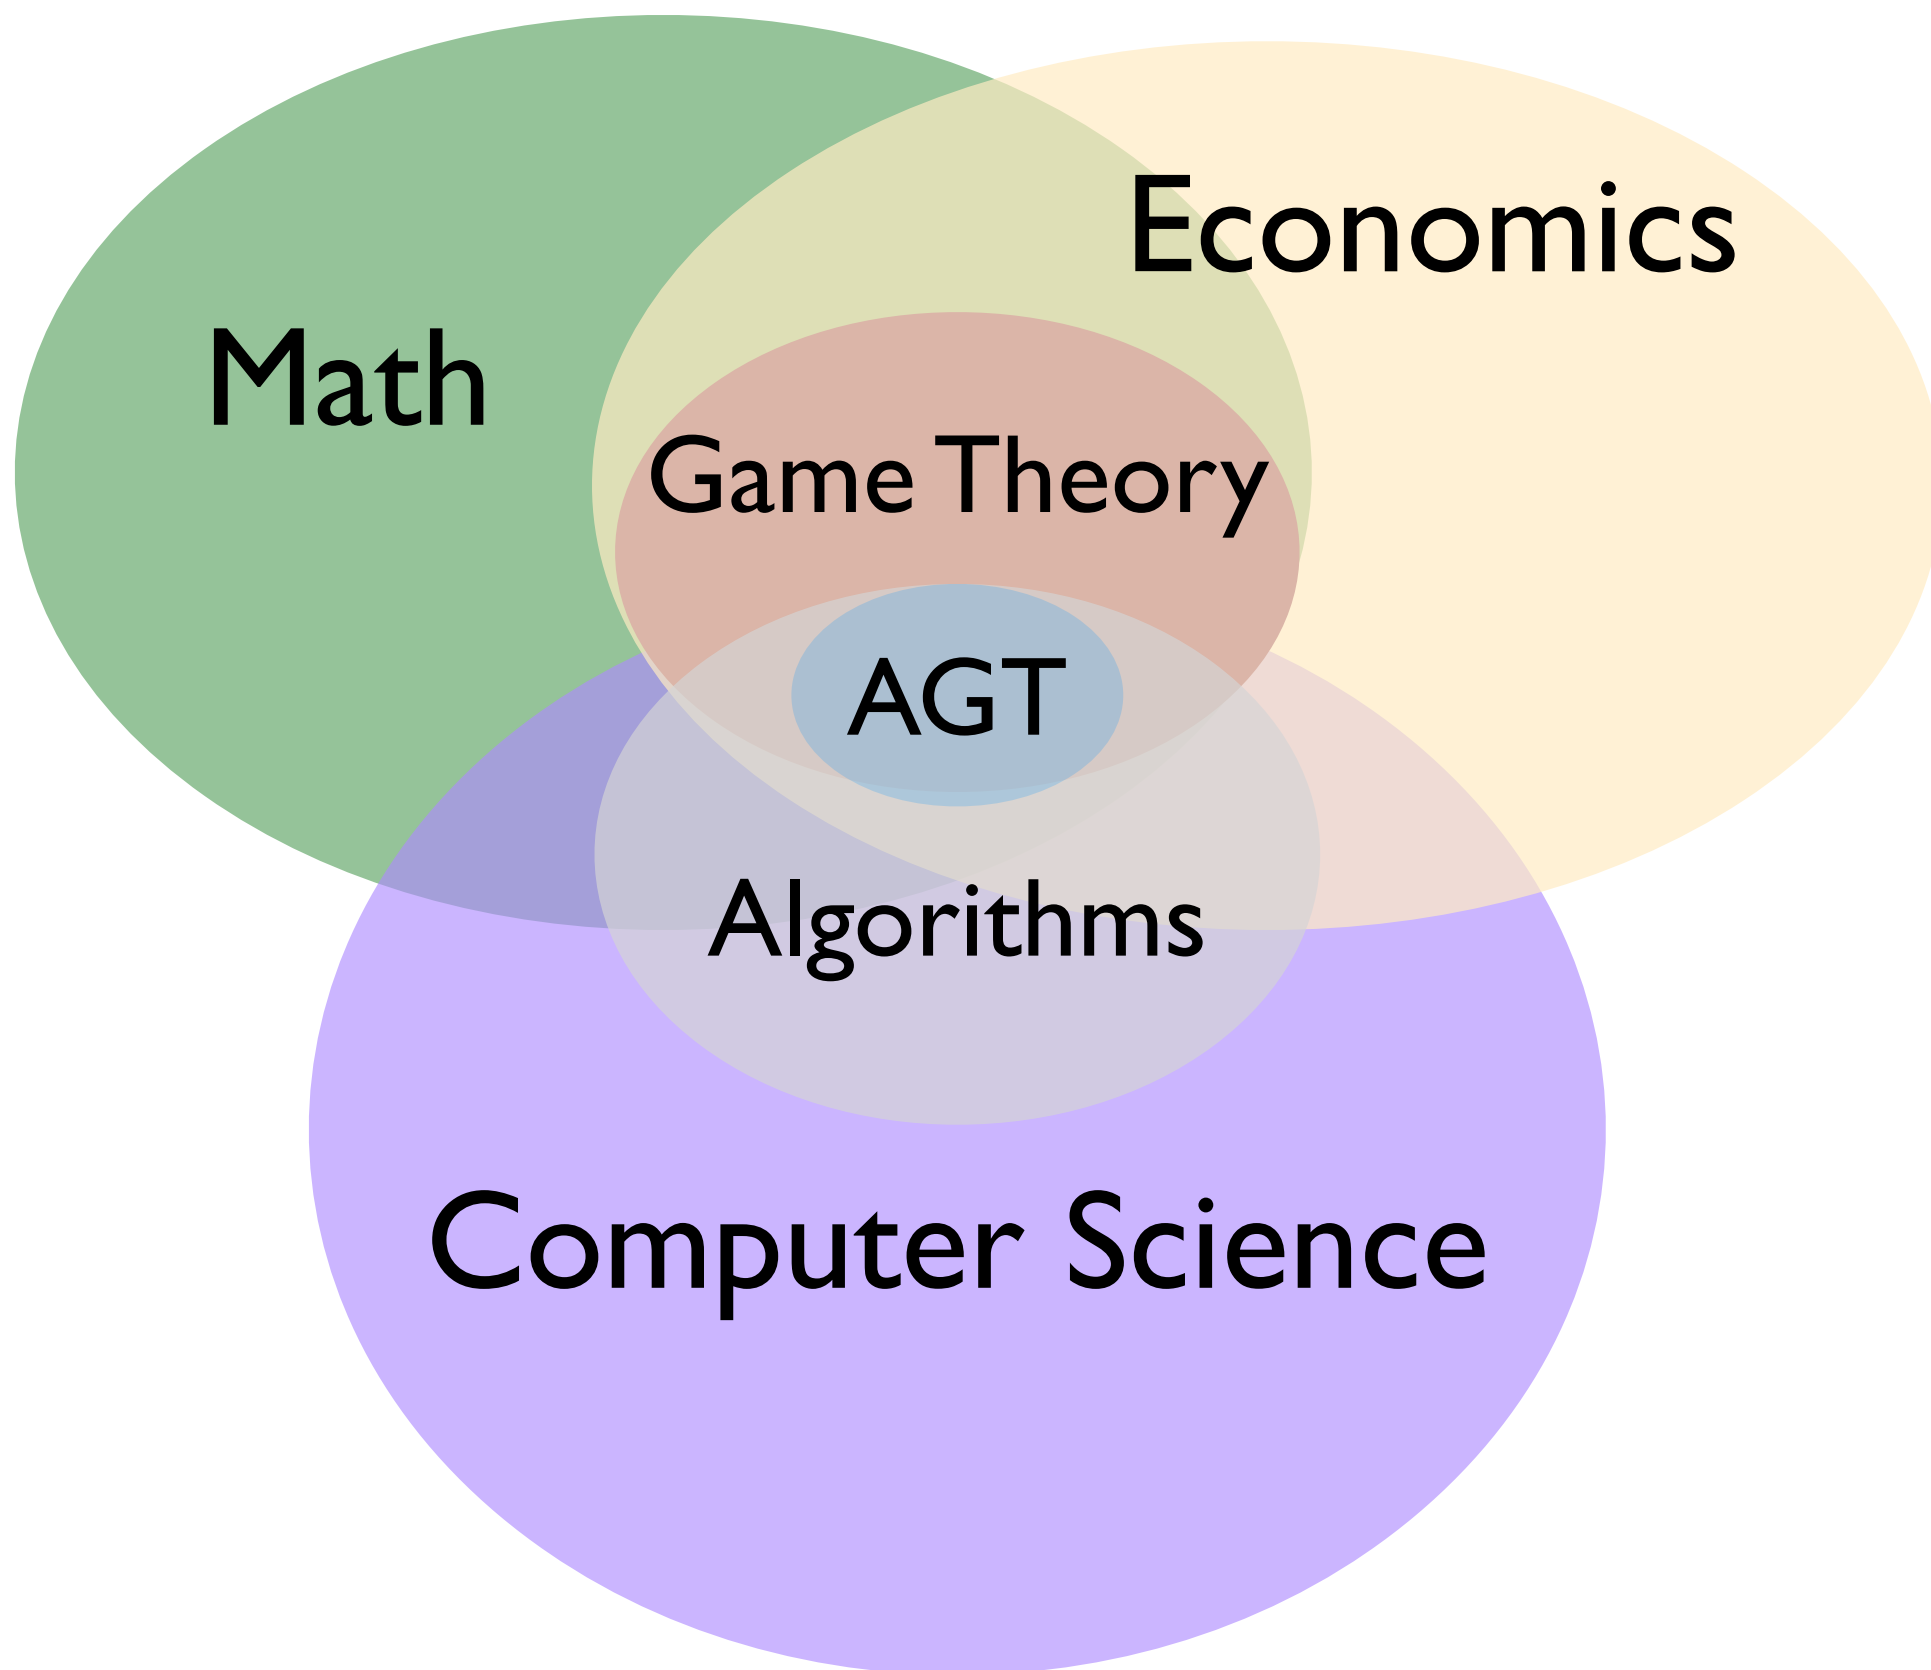 Economics
Math
Game Theory
AGT
Algorithms
Computer Science